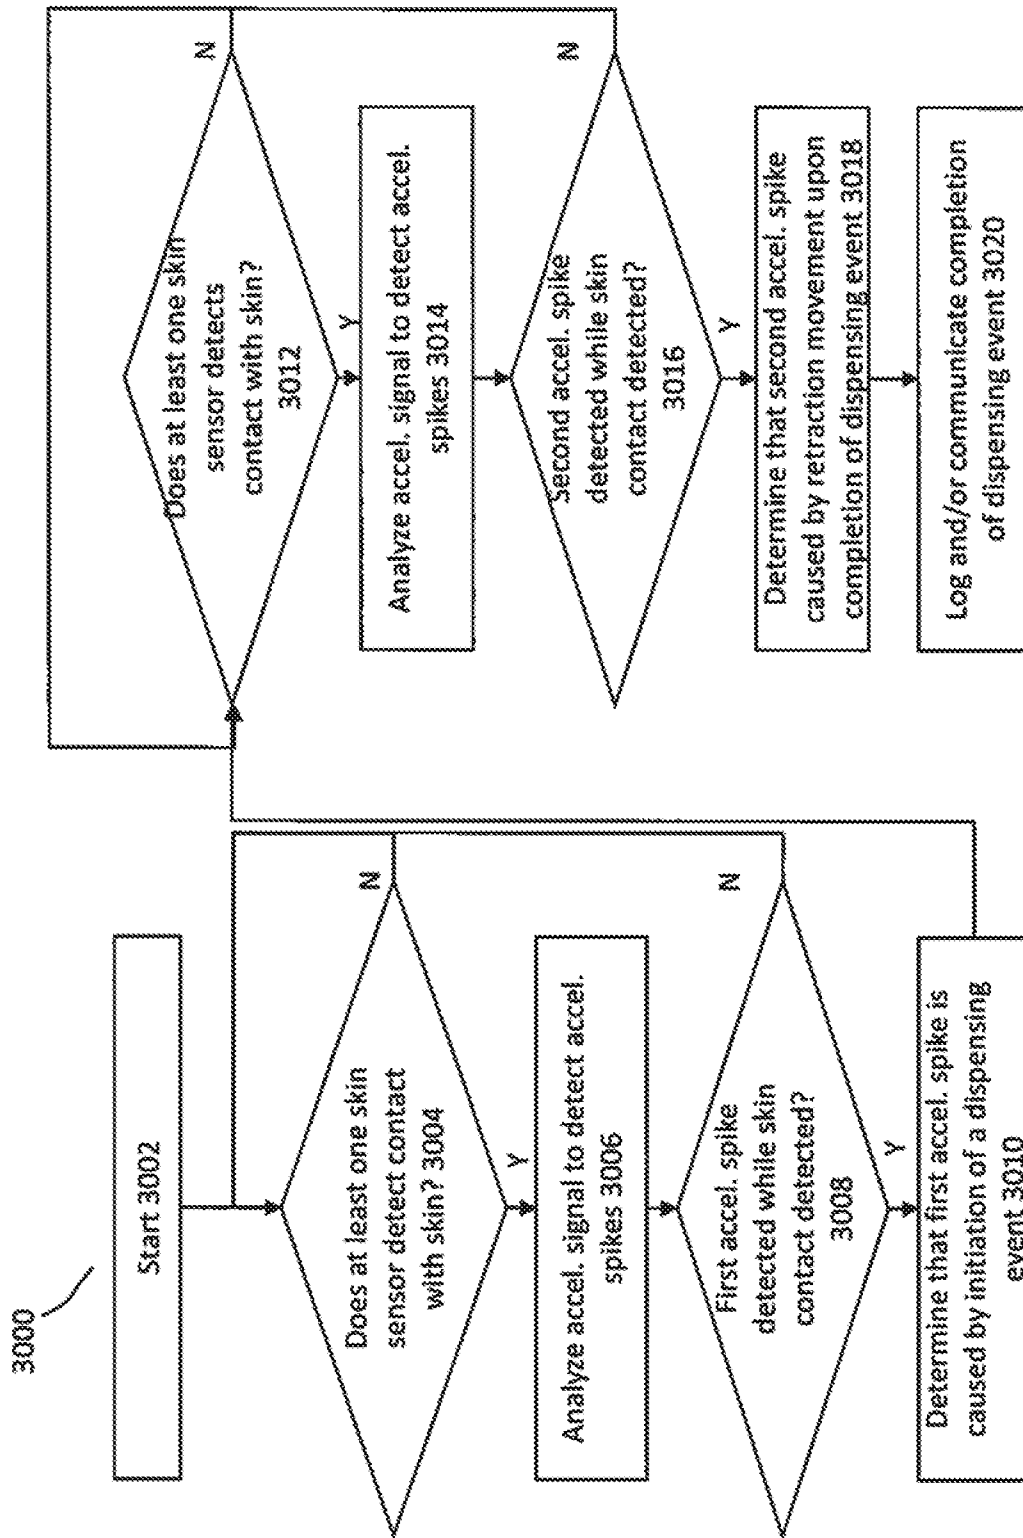 3000
Start 3002
Does at least one skin
sensor detect contact
with skin? 3004
N
Y
Analyze accel. signal to detect accel.
spikes 3006
First accel. spike
detected while skin
contact detected?
3008
N
Y
Determine that first accel. spike is
caused by initiation of a dispensing
event 3010
Does at least one skin
sensor detects
contact with skin?
3012
N
Y
Analyze accel. signal to detect accel.
spikes 3014
Second accel. spike
detected while skin
contact detected?
3016
N
Y
Determine that second accel. spike
caused by retraction movement upon
completion of dispensing event 3018
Log and/or communicate completion
of dispensing event 3020